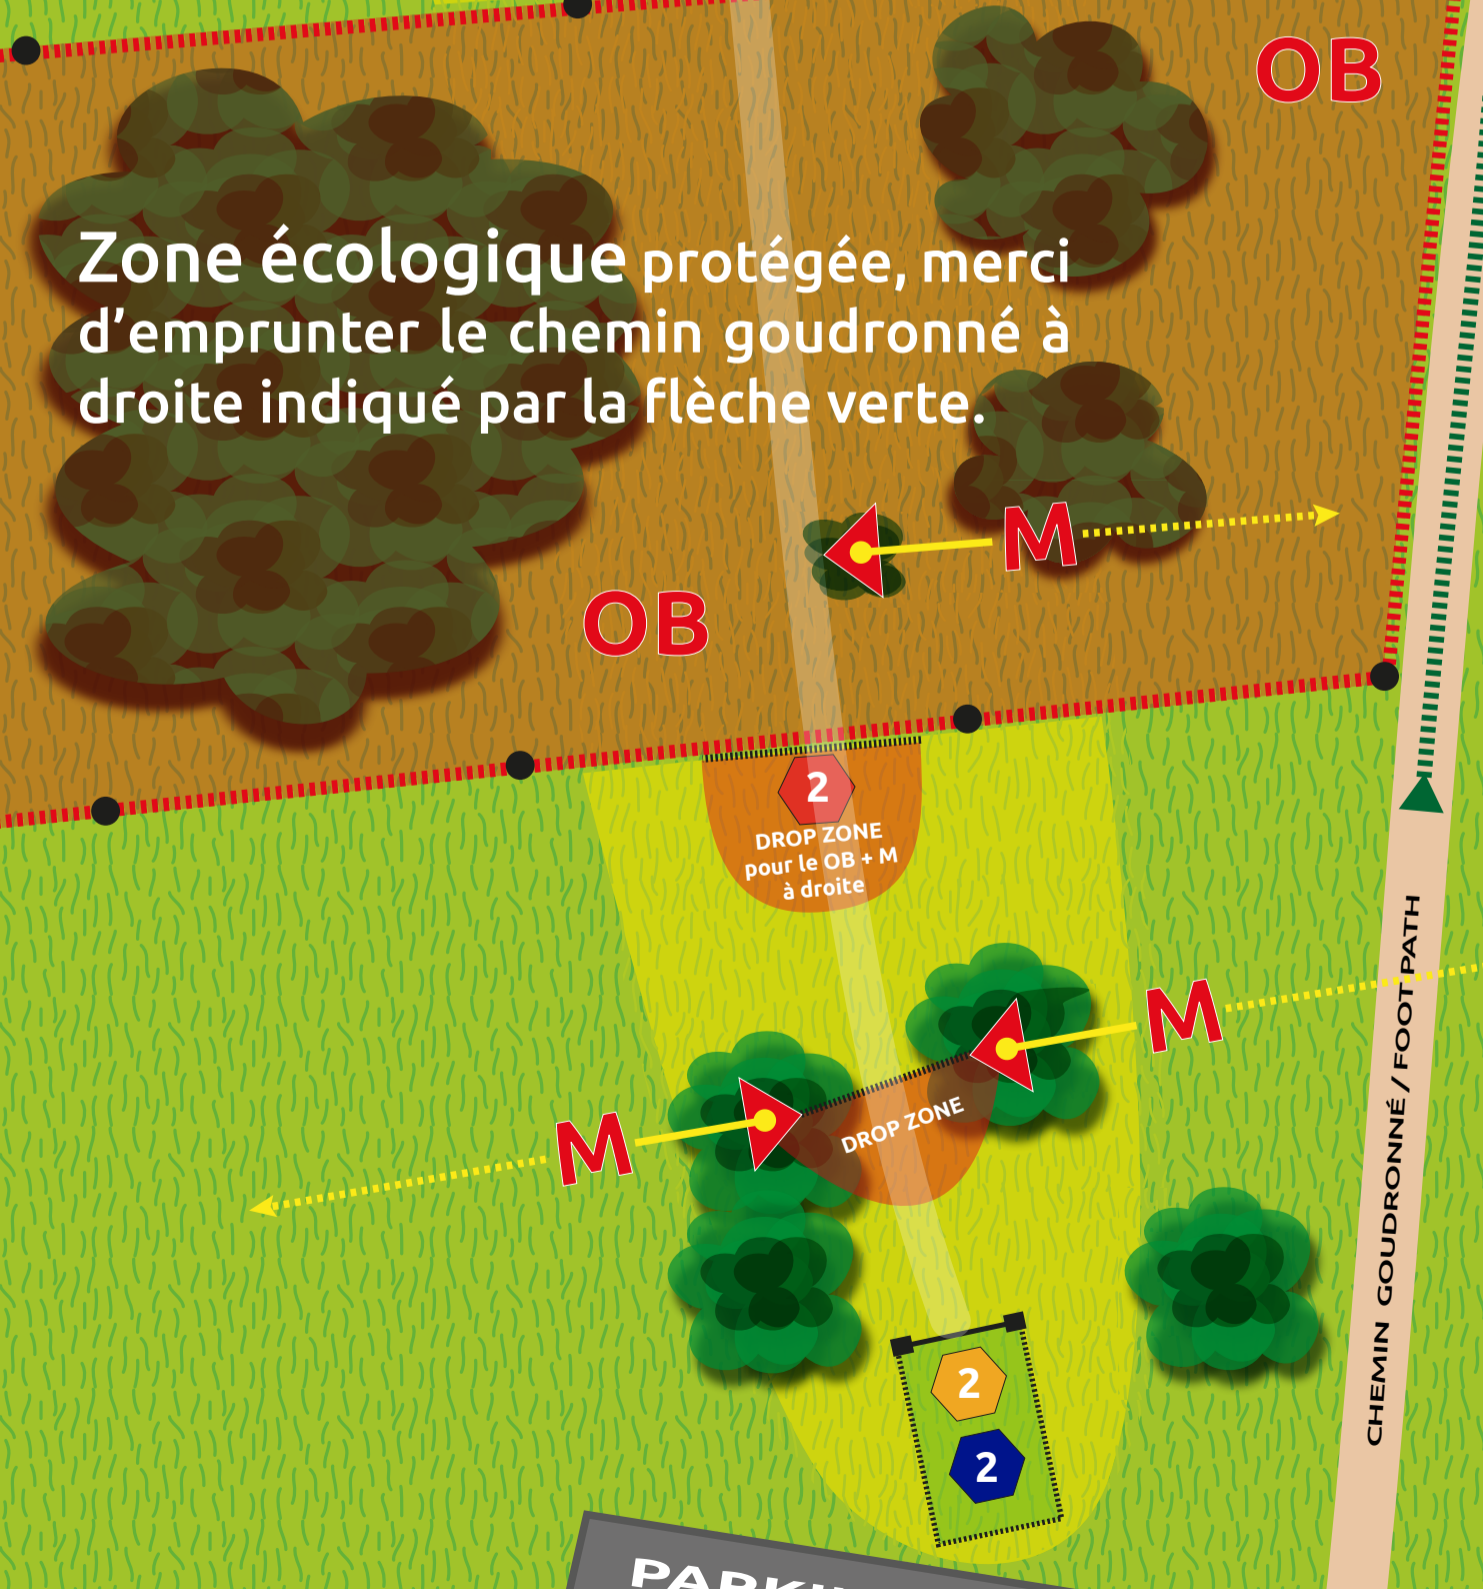 OB
Zone écologique protégée, merci
d’emprunter le chemin goudronné à
droite indiqué par la flèche verte.
M
OB
2
DROP ZONE
pour le OB + M
à droite
M
DROP ZONE
M
CHEMIN GOUDRONNÉ / FOOT PATH
2
2